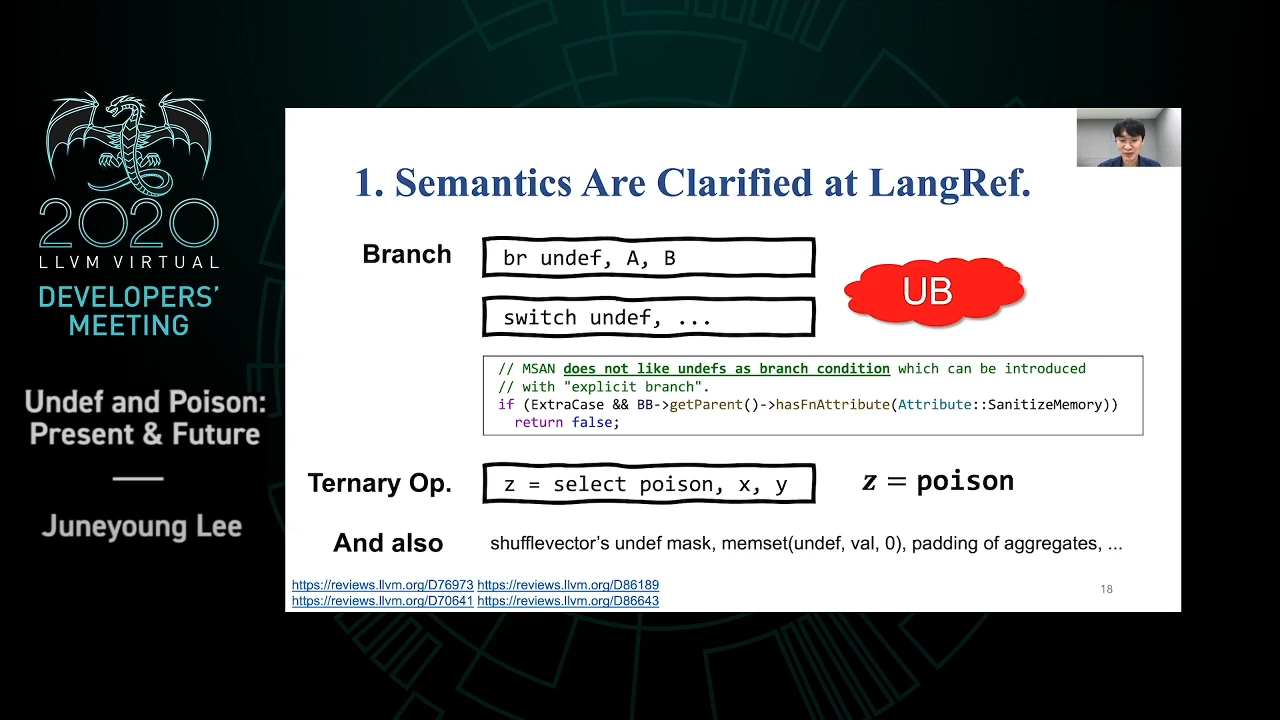 2020
LLVM VIRTUAL
DEVELOPERS’
MEETING
Undef and Poison:
Present & Future
Juneyoung Lee
1. Semantics Are Clarified at LangRef.
Branch
br undef, A, B
switch undef, ...
UB
// MSAN does not like undefs as branch condition which can be introduced
// with "explicit branch".
if (ExtraCase && BB->getParent()->hasFnAttribute(Attribute::SanitizeMemory))
return false;
Ternary Op.
z = select poison, x, y
z = poison
And also
shufflevector’s undef mask, memset(undef, val, 0), padding of aggregates, ...
https://reviews.llvm.org/D76973 https://reviews.llvm.org/D86189
https://reviews.llvm.org/D70641 https://reviews.llvm.org/D86643
18